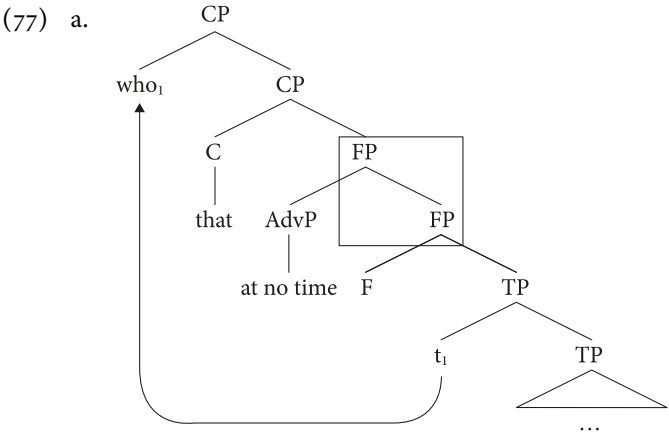 (77) a. CP
who₁ CP
C FP
that AdvP FP
at no time F TP
t₁ TP
...